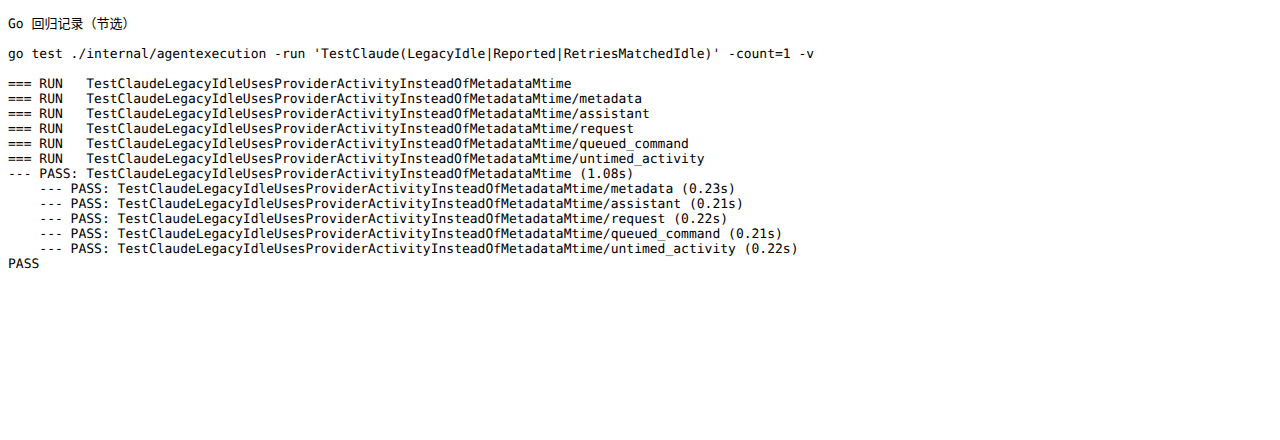 Go 回归记录（节选）
go test ./internal/agentexecution -run 'TestClaude(LegacyIdle|Reported|RetriesMatchedIdle)' -count=1 -v
=== RUN   TestClaudeLegacyIdleUsesProviderActivityInsteadOfMetadataMtime
=== RUN   TestClaudeLegacyIdleUsesProviderActivityInsteadOfMetadataMtime/metadata
=== RUN   TestClaudeLegacyIdleUsesProviderActivityInsteadOfMetadataMtime/assistant
=== RUN   TestClaudeLegacyIdleUsesProviderActivityInsteadOfMetadataMtime/request
=== RUN   TestClaudeLegacyIdleUsesProviderActivityInsteadOfMetadataMtime/queued_command
=== RUN   TestClaudeLegacyIdleUsesProviderActivityInsteadOfMetadataMtime/untimed_activity
--- PASS: TestClaudeLegacyIdleUsesProviderActivityInsteadOfMetadataMtime (1.08s)
    --- PASS: TestClaudeLegacyIdleUsesProviderActivityInsteadOfMetadataMtime/metadata (0.23s)
    --- PASS: TestClaudeLegacyIdleUsesProviderActivityInsteadOfMetadataMtime/assistant (0.21s)
    --- PASS: TestClaudeLegacyIdleUsesProviderActivityInsteadOfMetadataMtime/request (0.22s)
    --- PASS: TestClaudeLegacyIdleUsesProviderActivityInsteadOfMetadataMtime/queued_command (0.21s)
    --- PASS: TestClaudeLegacyIdleUsesProviderActivityInsteadOfMetadataMtime/untimed_activity (0.22s)
PASS